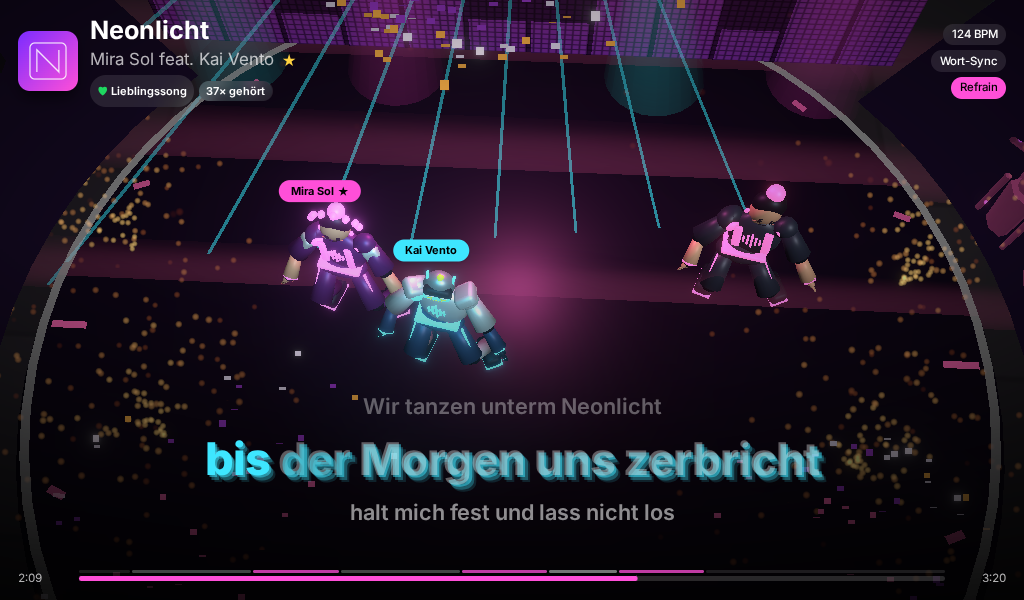 Neonlicht
Mira Sol feat. Kai Vento ★
Lieblingssong
37× gehört
124 BPM
Wort-Sync
Refrain
Mira Sol ★
Kai Vento
Wir tanzen unterm Neonlicht
bis der Morgen uns zerbricht
halt mich fest und lass nicht los
2:09
3:20